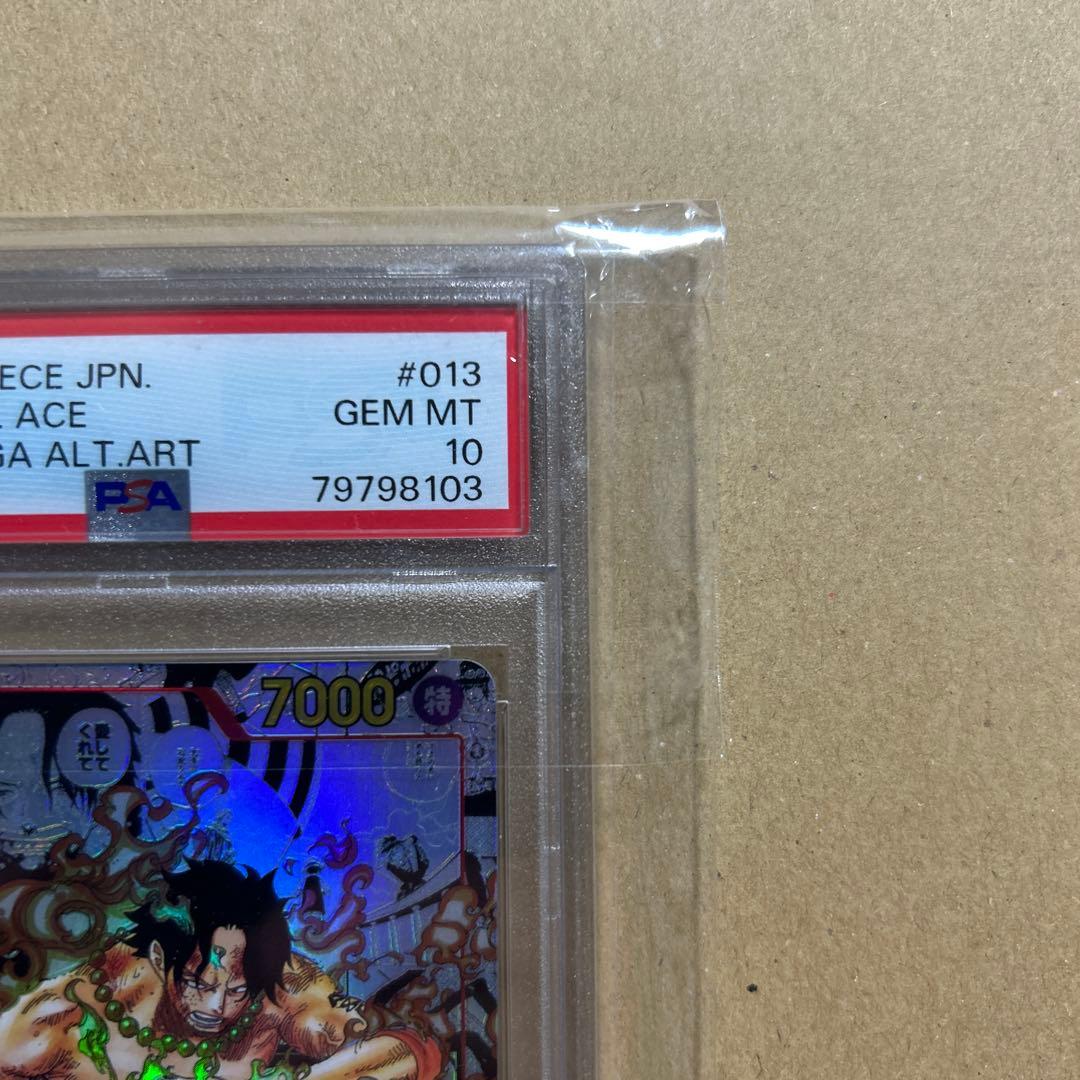 ECE JPN. #013
ACE GEM MT
GA ALT.ART 10
79798103
PSA
7000 特
愛して
くれて